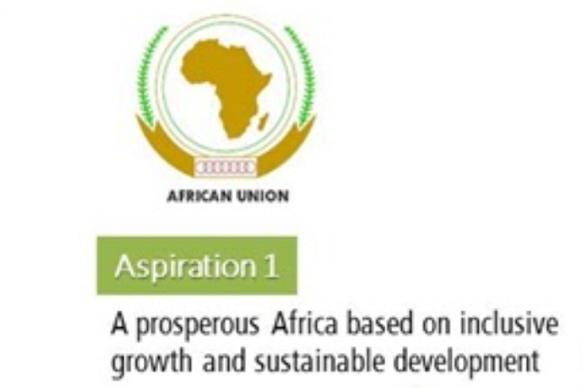 AFRICAN UNION
Aspiration 1
A prosperous Africa based on inclusive
growth and sustainable development